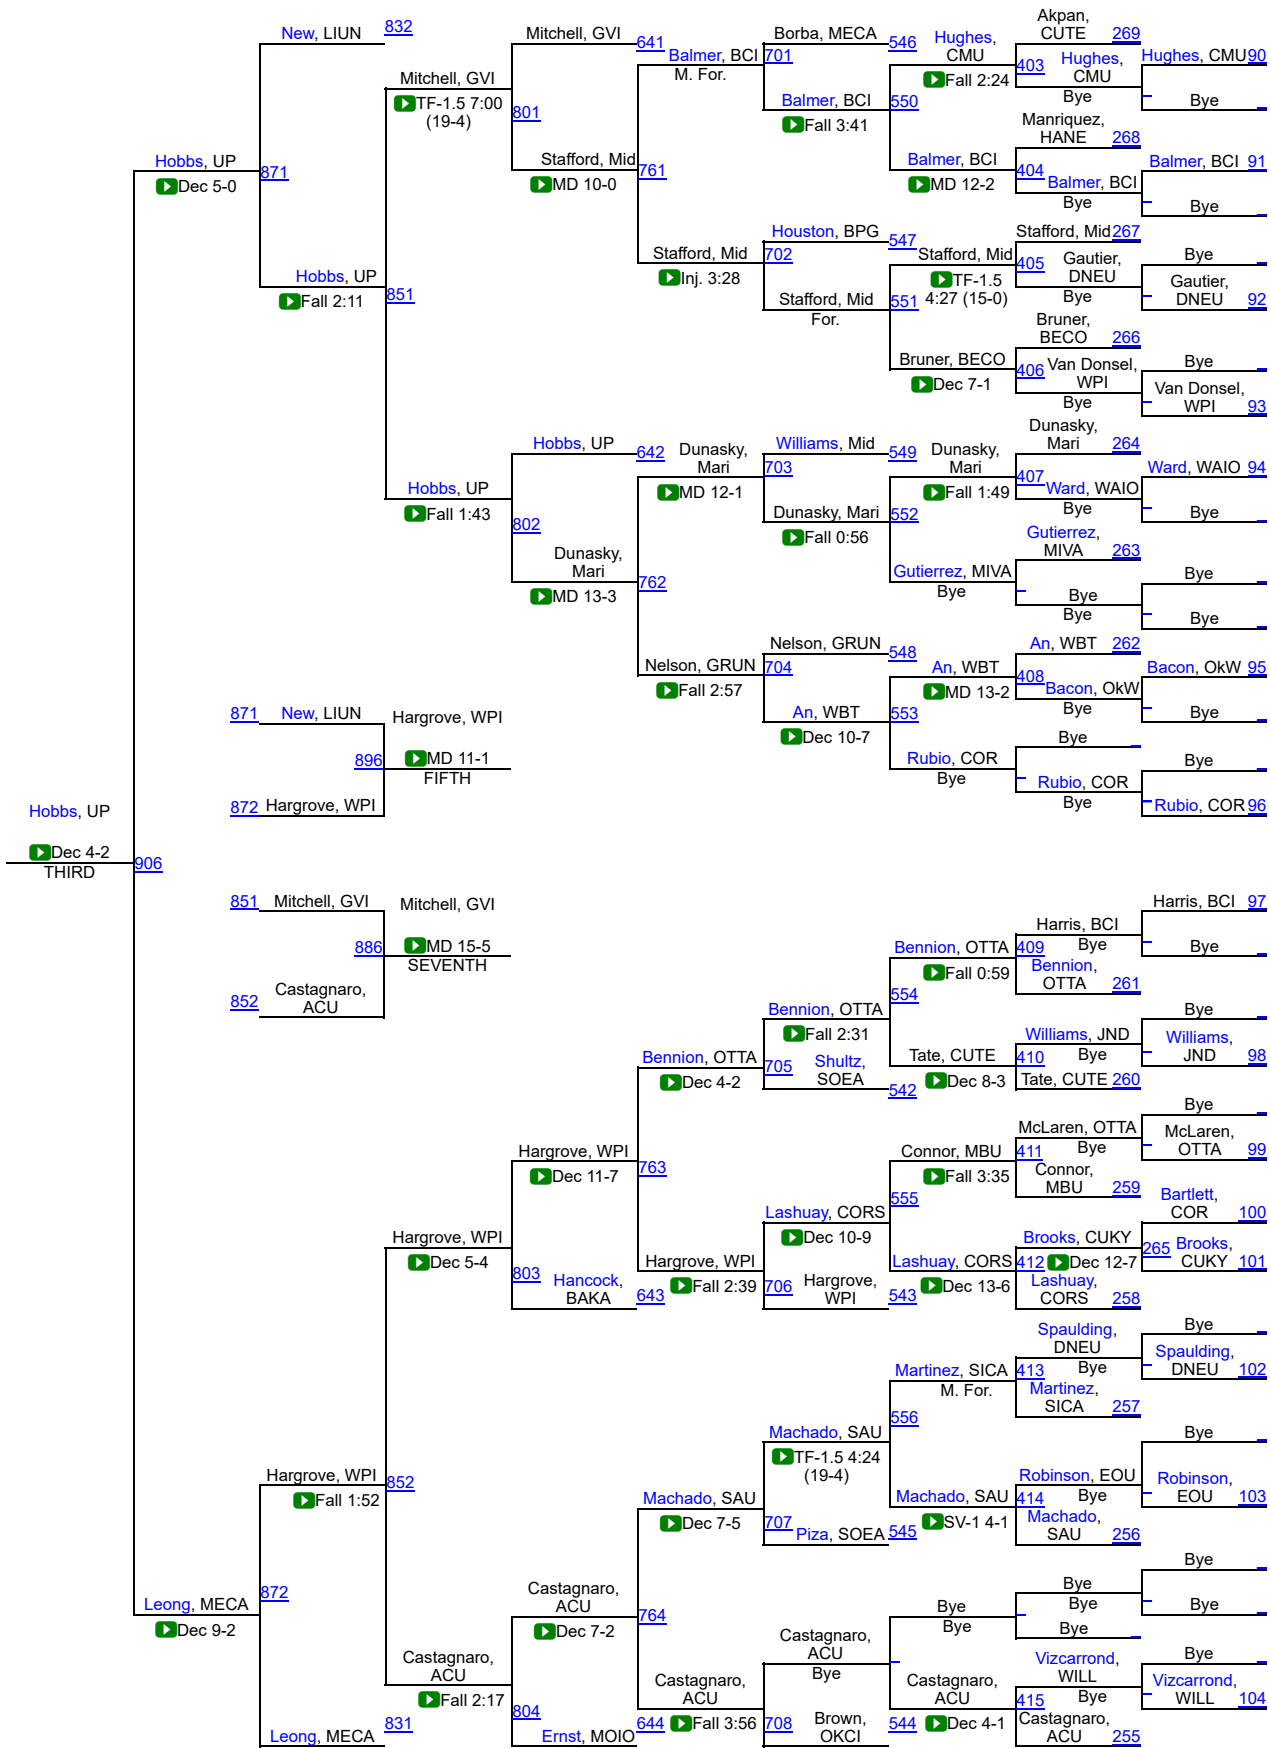 Akpan,
New, LIUN 832 Mitchell, GVI Borba, MECA CUTE 269
641 546 Hughes, Hughes, CMU 90
Balmer, BCI 701 CMU 403 Hughes,
M. For. Fall 2:24 CMU
Mitchell, GVI Bye
TF-1.5 7:00 801 Balmer, BCI 550 Bye
(19-4) Fall 3:41 Manriquez,
HANE 268
Hobbs, UP 871 Stafford, Mid 761 Balmer, BCI 404 Balmer, BCI 91
Dec 5-0 MD 10-0 MD 12-2 Balmer, BCI
Bye Bye
Houston, BPG 547 Stafford, Mid 267
Stafford, Mid 702 Stafford, Mid 405 Gautier, Bye
Inj. 3:28 TF-1.5 DNEU Gautier,
Hobbs, UP 851 Stafford, Mid 551 4:27 (15-0) Bye DNEU 92
Fall 2:11 For. Bruner,
BECO 266
Bruner, BECO 406 Van Donsel, Bye
Dec 7-1 WPI Van Donsel,
Bye WPI 93
Dunasky,
Hobbs, UP 642 Dunasky, Williams, Mid 549 Dunasky, Mari 264
Mari 703 Mari 407 Ward, WAIO 94
Hobbs, UP MD 12-1 Fall 1:49 Ward, WAIO
Fall 1:43 802 Dunasky, Mari 552 Bye Bye
Fall 0:56 Gutierrez,
Dunasky, MIVA 263
Mari 762 Gutierrez, MIVA Bye Bye
MD 13-3 Bye Bye Bye
Nelson, GRUN 548 An, WBT 262
Nelson, GRUN 704 An, WBT 408 Bacon, OkW 95
Fall 2:57 MD 13-2 Bacon, OkW
An, WBT 553 Bye Bye
871 New, LIUN Hargrove, WPI Dec 10-7 Bye
896 MD 11-1 Rubio, COR Bye
FIFTH Bye Rubio, COR
872 Hargrove, WPI Bye Rubio, COR 96
Hobbs, UP
Dec 4-2 906
THIRD
851 Mitchell, GVI Mitchell, GVI Harris, BCI 97
Harris, BCI
886 MD 15-5 Bennion, OTTA 409 Bye Bye
SEVENTH Fall 0:59 Bennion,
852 Castagnaro, 554 OTTA 261
ACU Bennion, OTTA Bye
Fall 2:31 Williams, JND Williams,
Bennion, OTTA 705 Shultz, Tate, CUTE 410 Bye JND 98
Dec 4-2 SOEA 542 Dec 8-3 Tate, CUTE 260
Bye
McLaren, OTTA McLaren,
Hargrove, WPI 763 Connor, MBU 411 Bye OTTA 99
Dec 11-7 Fall 3:35 Connor,
555 MBU 259 Bartlett,
Lashuay, CORS COR 100
Hargrove, WPI Dec 10-9 Brooks, CUKY 265 Brooks,
Dec 5-4 803 Hargrove, WPI Lashuay, CORS 412 Dec 12-7 CUKY 101
Hancock, Fall 2:39 706 Hargrove, Dec 13-6 Lashuay,
BAKA 643 WPI 543 CORS 258
Spaulding, Bye
DNEU Spaulding,
Martinez, SICA 413 Bye DNEU 102
M. For. Martinez,
556 SICA 257
Machado, SAU Bye
TF-1.5 4:24
Hargrove, WPI 852 (19-4) Robinson, EOU Robinson,
Fall 1:52 Machado, SAU Machado, SAU 414 Bye EOU 103
Dec 7-5 707 SV-1 4-1 Machado,
Piza, SOEA 545 SAU 256
Bye
Castagnaro, Bye
Leong, MECA 872 ACU 764 Bye Bye Bye
Dec 9-2 Dec 7-2 Bye Bye
Castagnaro, Vizcarrond, Bye
Castagnaro, ACU WILL
ACU Castagnaro, Bye Castagnaro, Vizcarrond,
Fall 2:17 ACU ACU 415 Bye WILL 104
804 Fall 3:56 708 Brown, Dec 4-1 Castagnaro,
Leong, MECA 831 Ernst, MOIO 644 OKCI 544 ACU 255